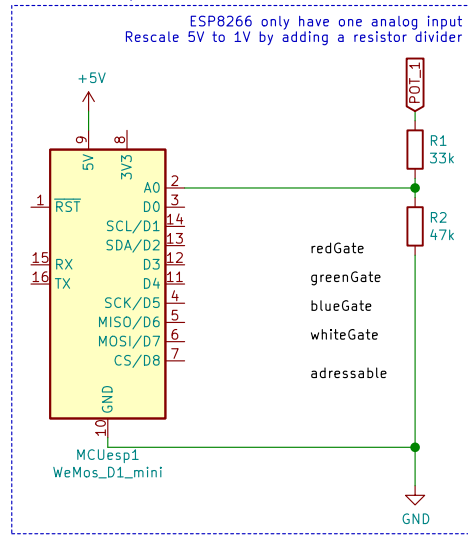 ESP8266 only have one analog input
Rescale 5V to 1V by adding a resistor divider
+5V
POT_1
9
8
5V
3V3
R1
33k
A0
2
1
RST
D0
3
SCL/D1
14
R2
47k
SDA/D2
13
redGate
15
RX
D3
12
16
TX
D4
11
greenGate
SCK/D5
4
blueGate
MISO/D6
5
MOSI/D7
6
whiteGate
CS/D8
7
adressable
GND
10
MCUesp1
WeMos_D1_mini
GND